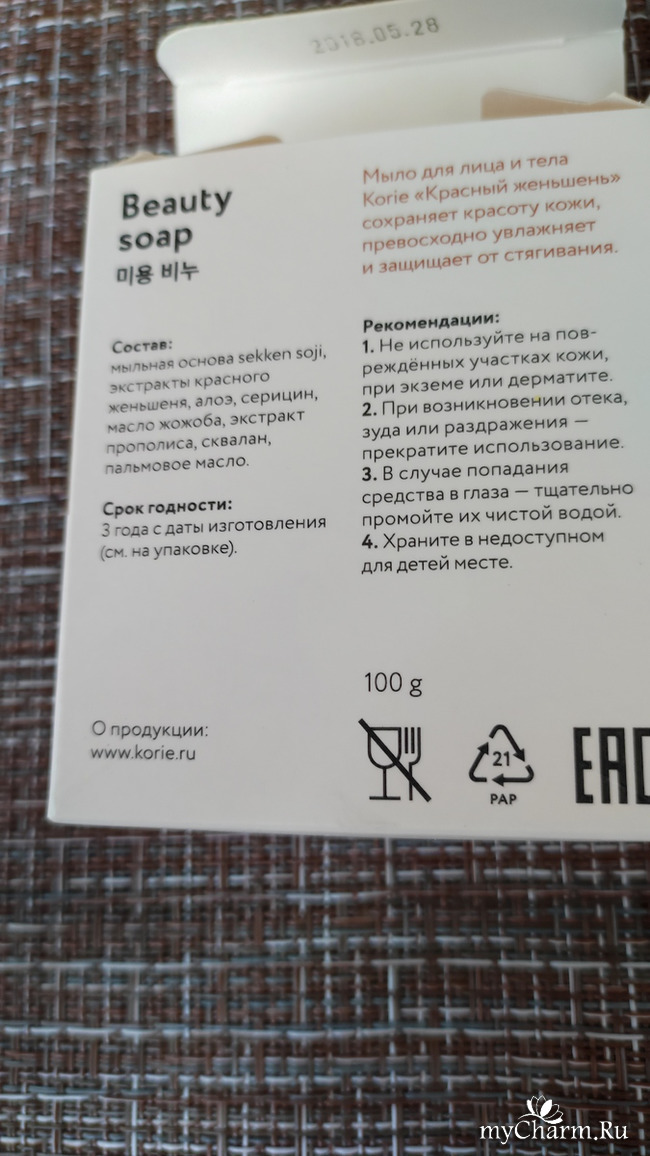 2018.05.28
Beauty
soap
미용 비누
Мыло для лица и тела
Korie «Красный женьшень»
сохраняет красоту кожи,
превосходно увлажняет
и защищает от стягивания.
Состав:
мыльная основа sekken soji,
экстракты красного
женьшеня, алоэ, серицин,
масло жожоба, экстракт
прополиса, сквалан,
пальмовое масло.
Срок годности:
3 года с даты изготовления
(см. на упаковке).
Рекомендации:
1. Не используйте на пов-
реждённых участках кожи,
при экземе или дерматите.
2. При возникновении отека,
зуда или раздражения —
прекратите использование.
3. В случае попадания
средства в глаза — тщательно
промойте их чистой водой.
4. Храните в недоступном
для детей месте.
100 g
О продукции:
www.korie.ru
21
PAP
EAC
myCharm.Ru